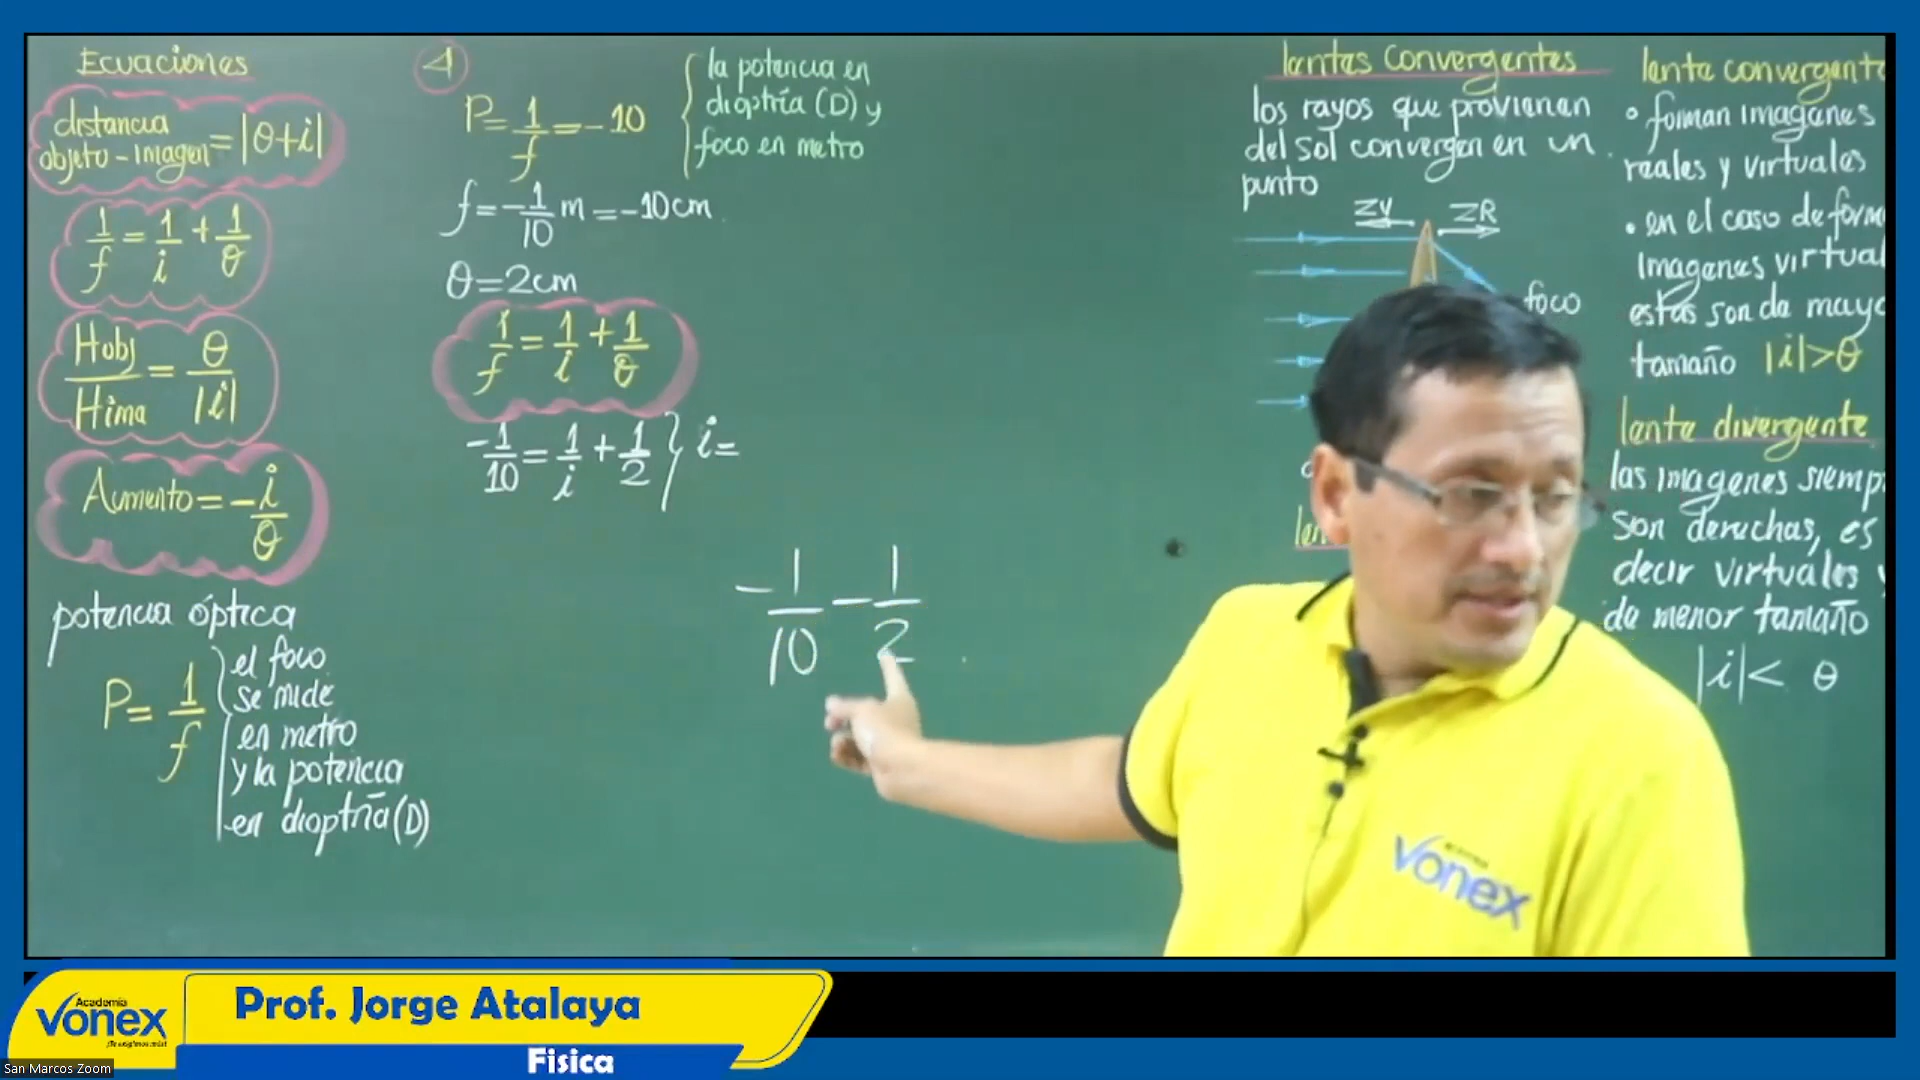 Ecuaciones
distancia
objeto-imagen = |θ+i|
1/f = 1/i + 1/θ
Hobj/Hima = θ/|i|
Aumento = -i/θ
potencia óptica
P = 1/f
el foco
se mide
en metro
y la potencia
en dioptría (D)
4
P = 1/f = -10
la potencia en
dioptría (D) y
foco en metro
f = -1/10 m = -10cm
θ = 2cm
1/f = 1/i + 1/θ
-1/10 = 1/i + 1/2 } i =
-1/10 - 1/2
lentes Convergentes
los rayos que provienen
del sol convergen en un
punto
ZV ZR
foco
lente convergente
• forman imagenes
reales y virtuales
• en el caso de
imagenes
estas son de
tamaño |i|>θ
lente divergente
las imagenes
son derechas, es
decir virtuales y
de menor tamaño
|i| < θ
Academia
vonex
Prof. Jorge Atalaya
Fisica
San Marcos Zoom